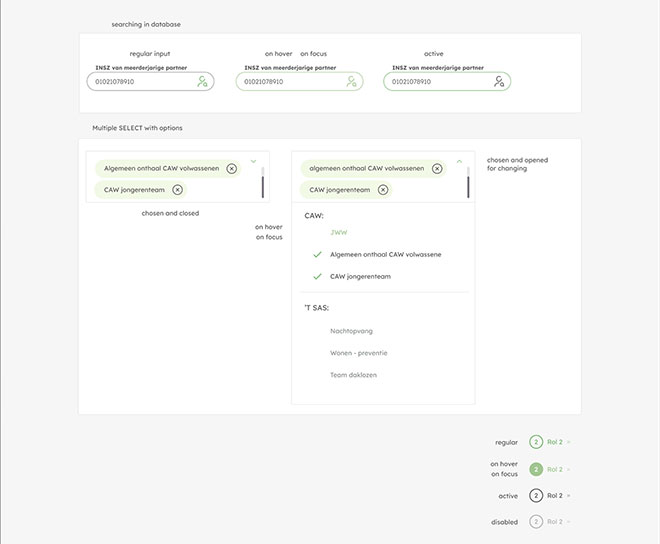 searching in database
regular input
on hover on focus
active
INSZ van meerderjarige partner
INSZ van meerderjarige partner
INSZ van meerderjarige partner
01021078910
01021078910
01021078910
Multiple SELECT with options
Algemeen onthaal CAW volwassenen
CAW jongerenteam
chosen and closed
algemeen onthaal CAW volwassenen
CAW jongerenteam
chosen and opened
for changing
on hover
on focus
CAW:
JWW
Algemeen onthaal CAW volwassene
CAW jongerenteam
'T SAS:
Nachtopvang
Wonen - preventie
Team daklozen
regular 2 Rol 2 >
on hover
on focus
2 Rol 2 >
active 2 Rol 2 >
disabled 2 Rol 2 >